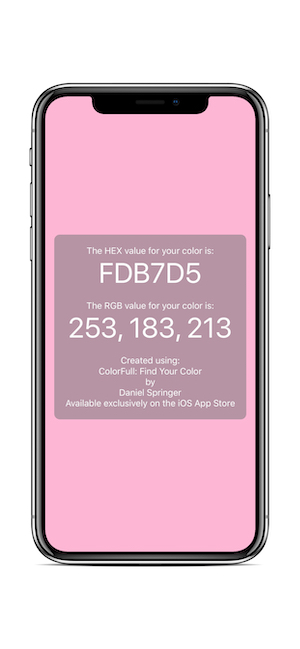 The HEX value for your color is:
FDB7D5
The RGB value for your color is:
253, 183, 213
Created using:
ColorFull: Find Your Color
by
Daniel Springer
Available exclusively on the iOS App Store